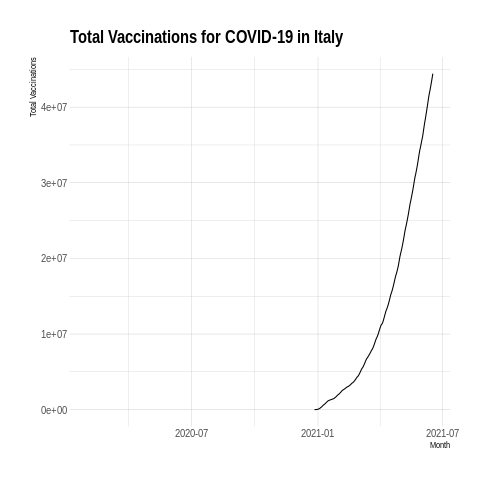 Total Vaccinations for COVID-19 in Italy
Total Vaccinations
4e+07
3e+07
2e+07
1e+07
0e+00
2020-07 2021-01 2021-07
Month